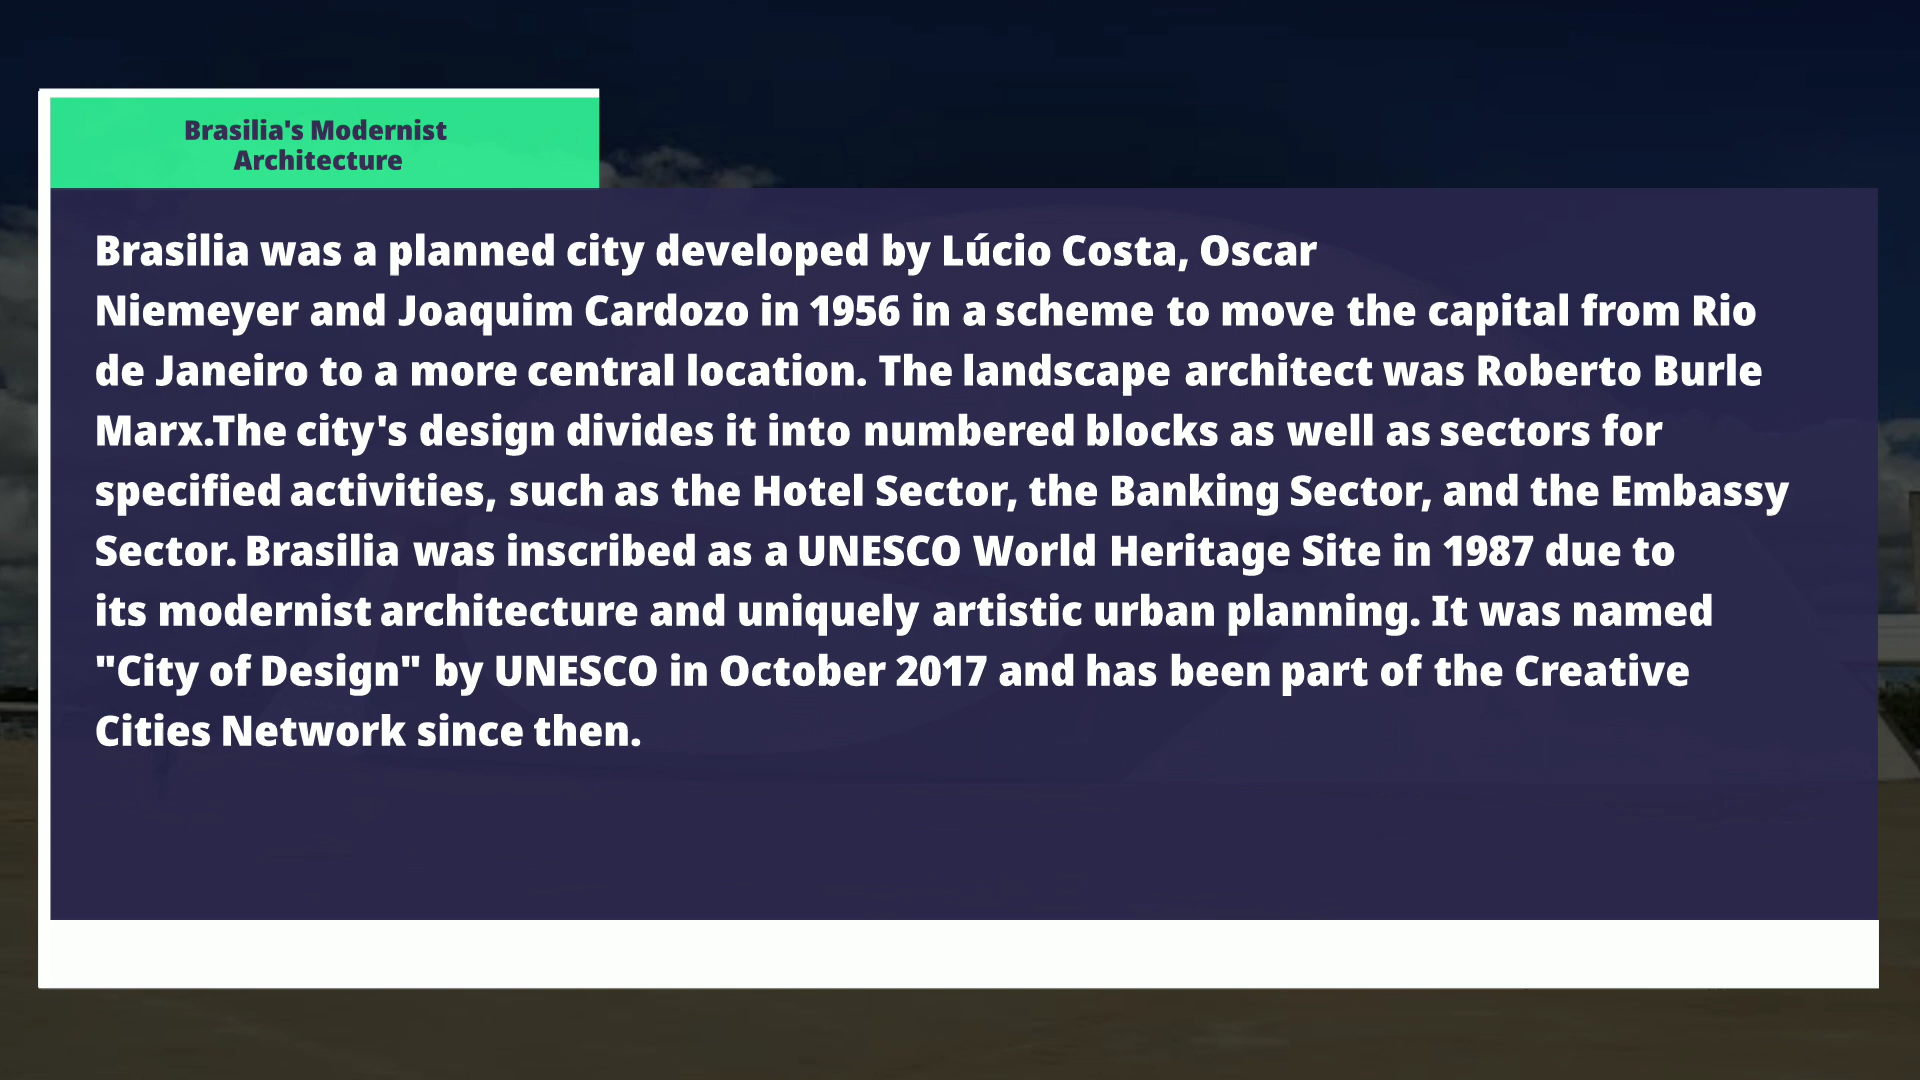 Brasilia's Modernist
Architecture
Brasilia was a planned city developed by Lúcio Costa, Oscar
Niemeyer and Joaquim Cardozo in 1956 in a scheme to move the capital from Rio
de Janeiro to a more central location. The landscape architect was Roberto Burle
Marx.The city's design divides it into numbered blocks as well as sectors for
specified activities, such as the Hotel Sector, the Banking Sector, and the Embassy
Sector. Brasilia was inscribed as a UNESCO World Heritage Site in 1987 due to
its modernist architecture and uniquely artistic urban planning. It was named
"City of Design" by UNESCO in October 2017 and has been part of the Creative
Cities Network since then.